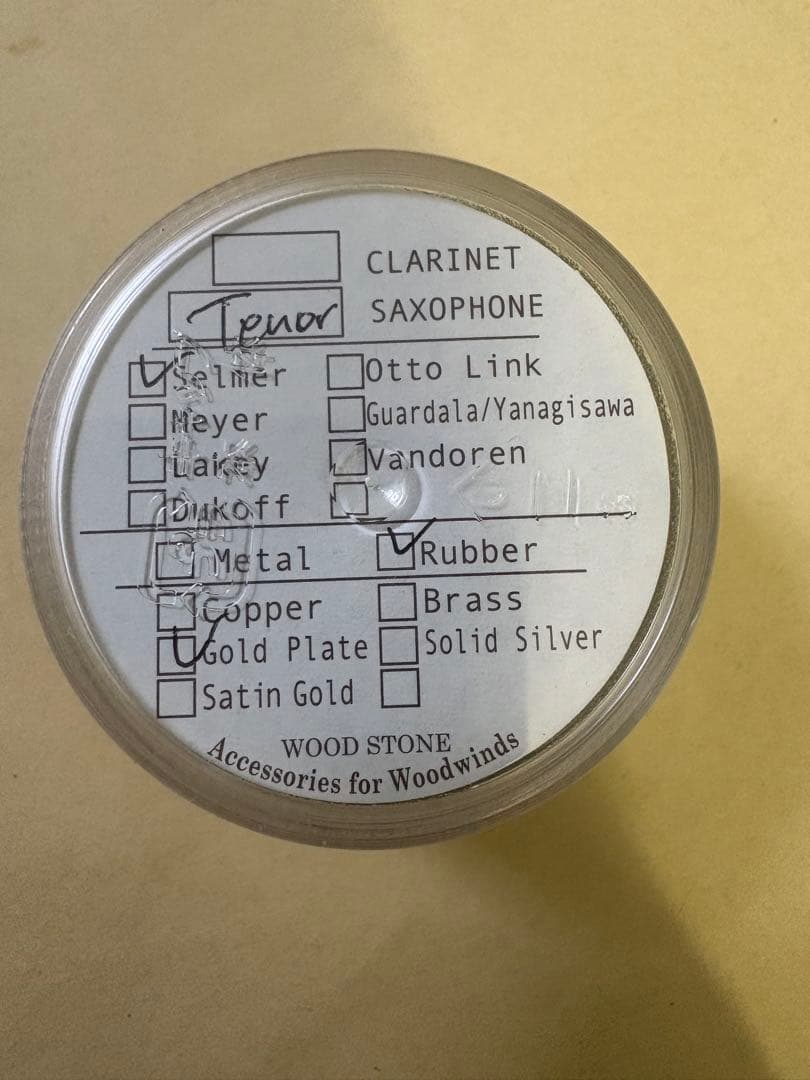 CLARINET
Tenor SAXOPHONE
Selmer Otto Link
Meyer Guardala/Yanagisawa
Lakey Vandoren
Dukoff
Metal Rubber
Copper Brass
Gold Plate Solid Silver
Satin Gold
WOOD STONE
Accessories for Woodwinds